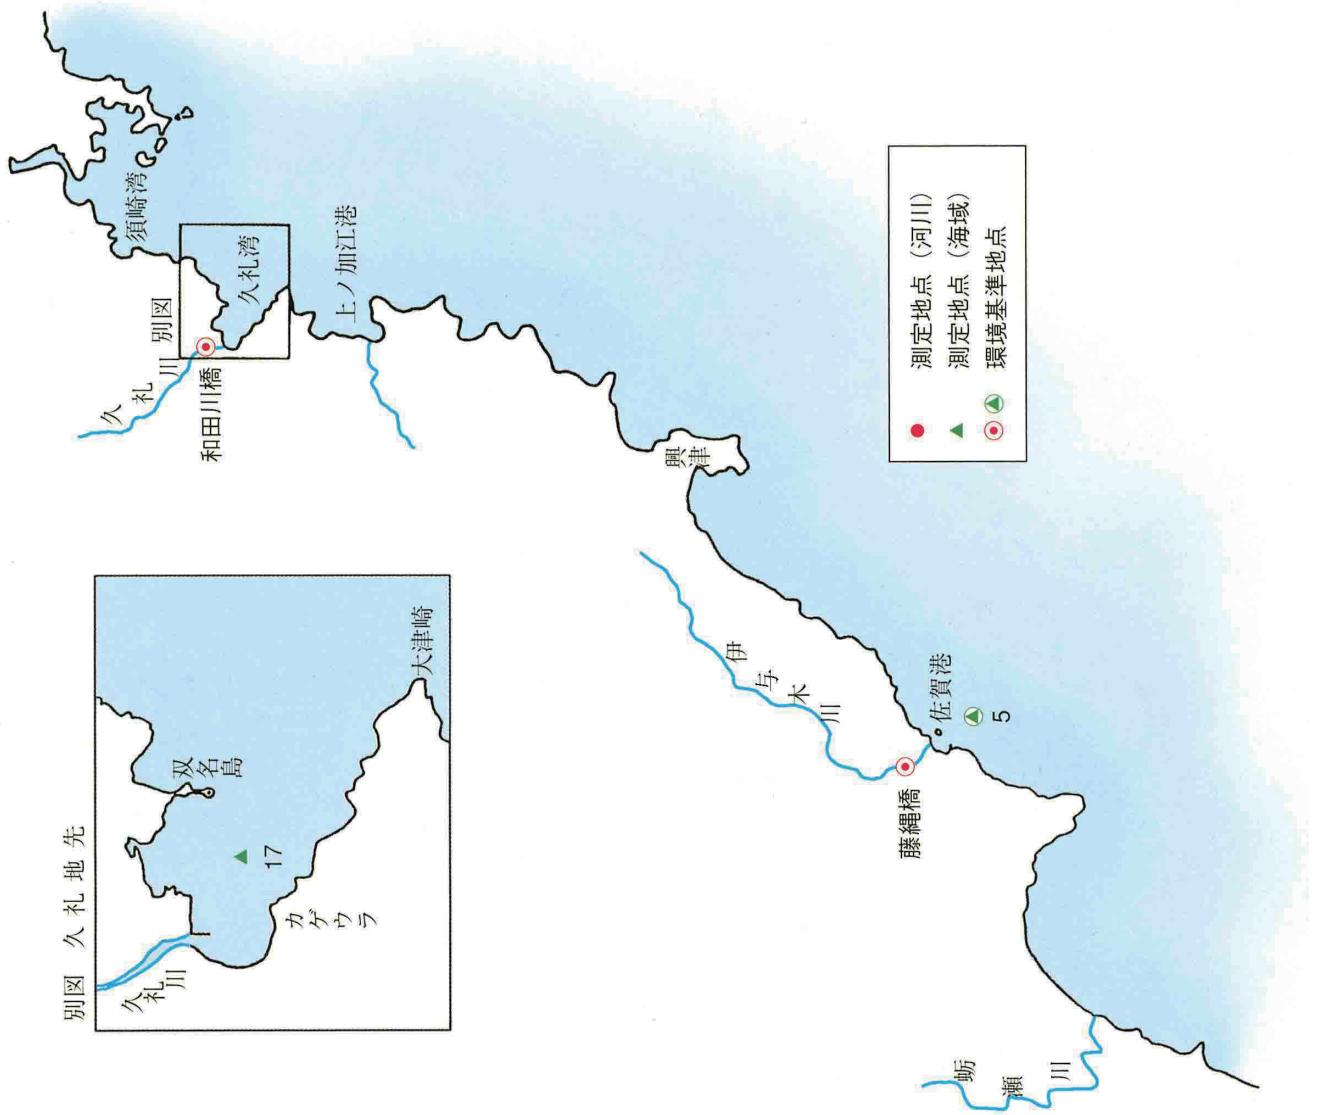 須崎湾
別図
久礼湾
久礼川
和田川橋
上ノ加江港
興津
測定地点（河川）
測定地点（海域）
環境基準地点
別図 久礼地先
久礼川
双名島
17
カゲウラ
大津崎
伊与木川
佐賀港
5
藤縄橋
蛎瀬川